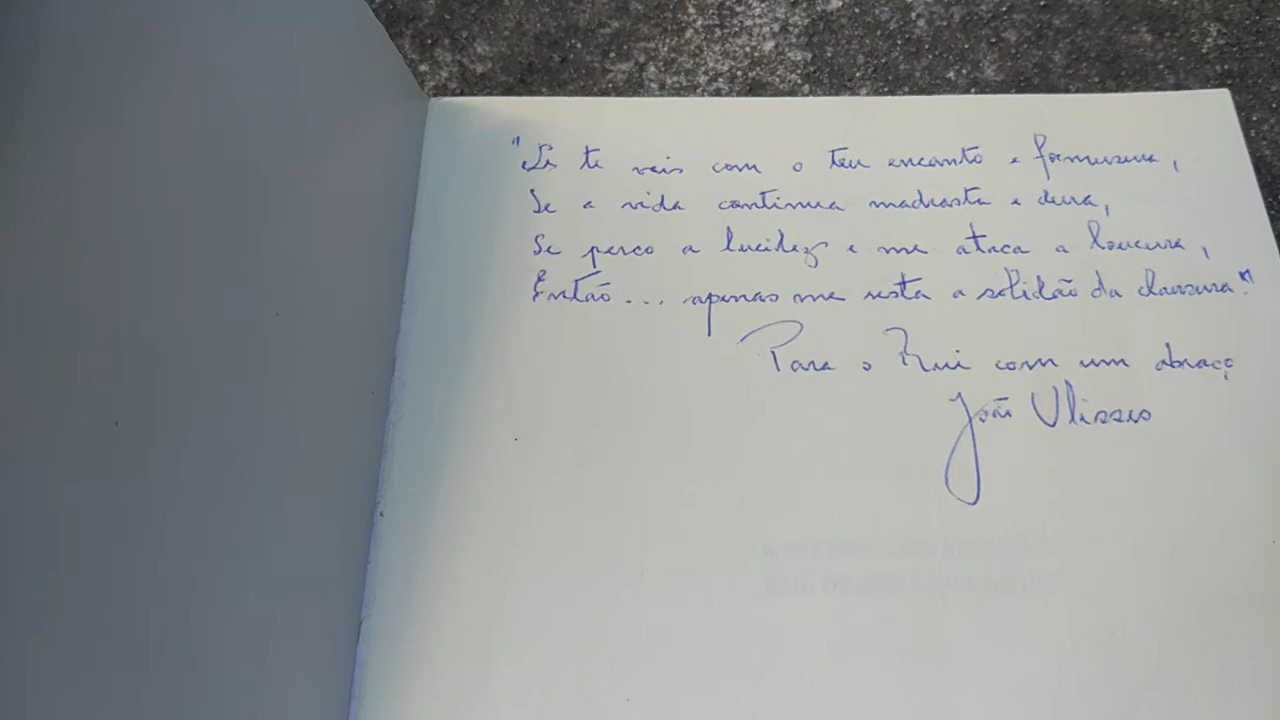 "Se te vais com o teu encanto e formusura,
Se a vida continua madrasta e dura,
Se perco a lucidez e me ataca a loucura,
Então... apenas me resta a solidão da clausura."
Para o Rui com um abraço
João Ulisses